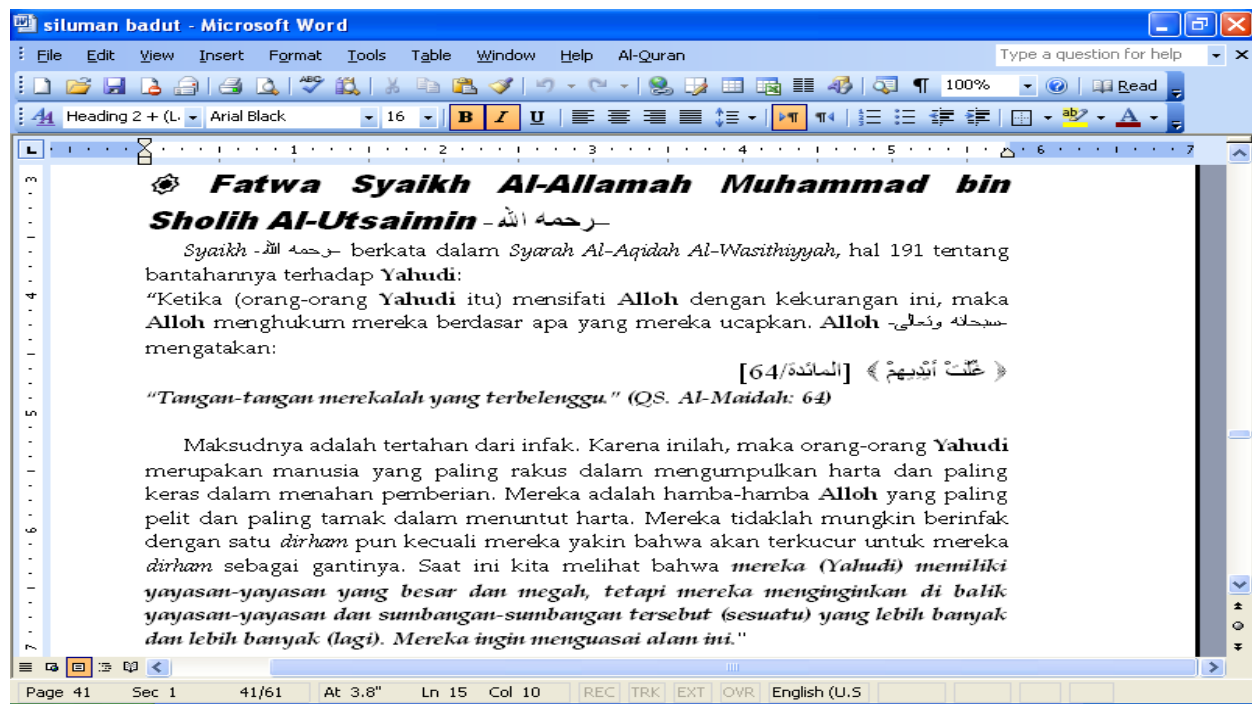 siluman badut - Microsoft Word
File Edit View Insert Format Tools Table Window Help Al-Quran Type a question for help
100% Read
Heading 2 + (L. Arial Black 16 B I U
1 2 3 4 5 6 7
Fatwa Syaikh Al-Allamah Muhammad bin
Sholih Al-Utsaimin -رحمه الله-
Syaikh -رحمه الله- berkata dalam Syarah Al-Aqidah Al-Wasithiyyah, hal 191 tentang
bantahannya terhadap Yahudi:
“Ketika (orang-orang Yahudi itu) mensifati Alloh dengan kekurangan ini, maka
Alloh menghukum mereka berdasar apa yang mereka ucapkan. Alloh -سبحانه وتعالى-
mengatakan:
﴿ غُلَّتْ أَيْدِيهِمْ ﴾ [المائدة/64]
“Tangan-tangan merekalah yang terbelenggu.” (QS. Al-Maidah: 64)
Maksudnya adalah tertahan dari infak. Karena inilah, maka orang-orang Yahudi
merupakan manusia yang paling rakus dalam mengumpulkan harta dan paling
keras dalam menahan pemberian. Mereka adalah hamba-hamba Alloh yang paling
pelit dan paling tamak dalam menuntut harta. Mereka tidaklah mungkin berinfak
dengan satu dirham pun kecuali mereka yakin bahwa akan terkucur untuk mereka
dirham sebagai gantinya. Saat ini kita melihat bahwa mereka (Yahudi) memiliki
yayasan-yayasan yang besar dan megah, tetapi mereka menginginkan di balik
yayasan-yayasan dan sumbangan-sumbangan tersebut (sesuatu) yang lebih banyak
dan lebih banyak (lagi). Mereka ingin menguasai alam ini."
Page 41 Sec 1 41/61 At 3.8" Ln 15 Col 10 REC TRK EXT OVR English (U.S